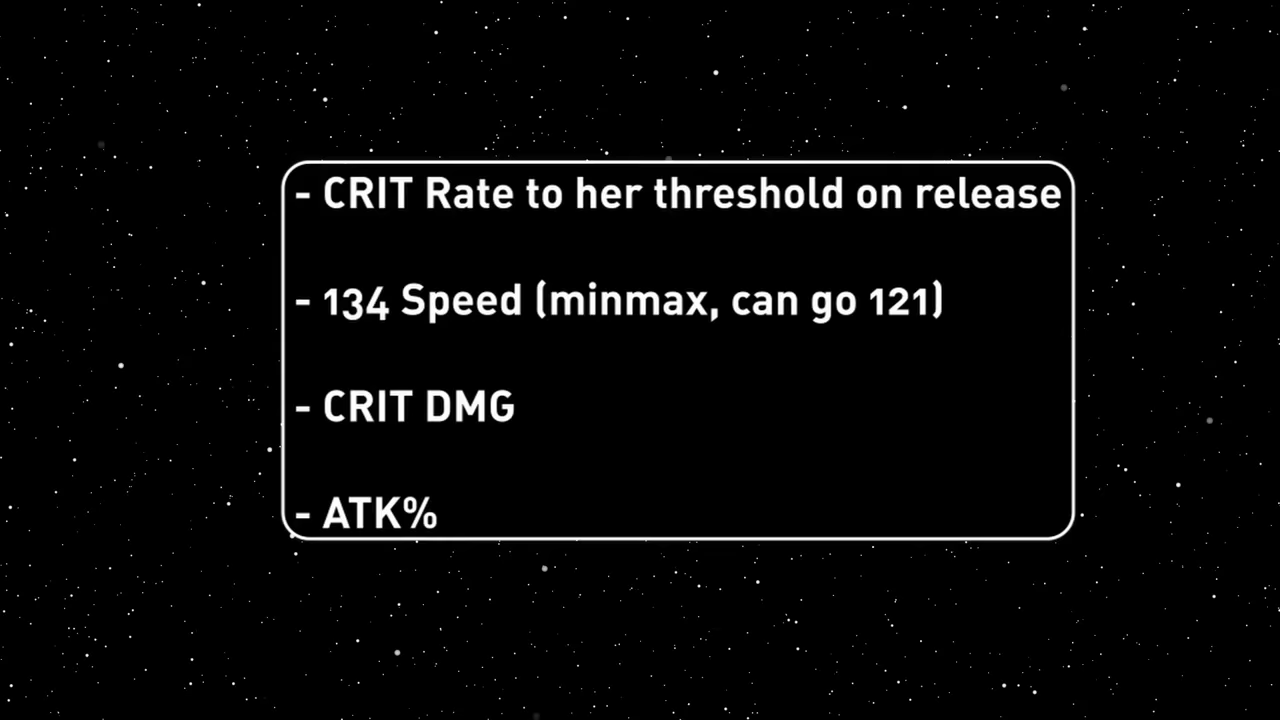 - CRIT Rate to her threshold on release
- 134 Speed (minmax, can go 121)
- CRIT DMG
- ATK%